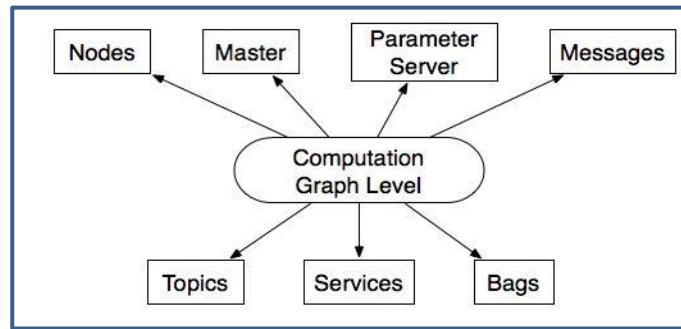 Nodes
Master
Parameter
Server
Messages
Computation
Graph Level
Topics
Services
Bags